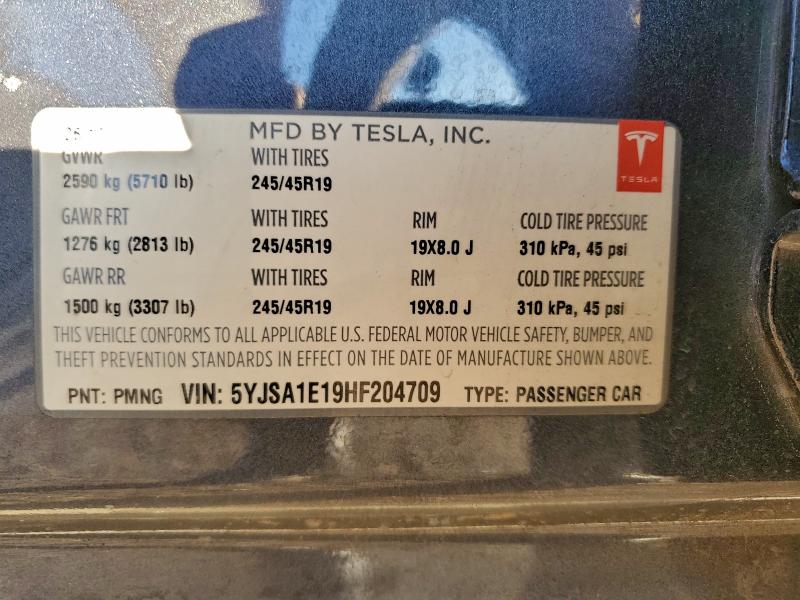 MFD BY TESLA, INC.
TESLA
GVWR WITH TIRES
2590 kg (5710 lb) 245/45R19
GAWR FRT WITH TIRES RIM COLD TIRE PRESSURE
1276 kg (2813 lb) 245/45R19 19X8.0 J 310 kPa, 45 psi
GAWR RR WITH TIRES RIM COLD TIRE PRESSURE
1500 kg (3307 lb) 245/45R19 19X8.0 J 310 kPa, 45 psi
THIS VEHICLE CONFORMS TO ALL APPLICABLE U.S. FEDERAL MOTOR VEHICLE SAFETY, BUMPER, AND
THEFT PREVENTION STANDARDS IN EFFECT ON THE DATE OF MANUFACTURE SHOWN ABOVE.
PNT: PMNG VIN: 5YJSA1E19HF204709 TYPE: PASSENGER CAR